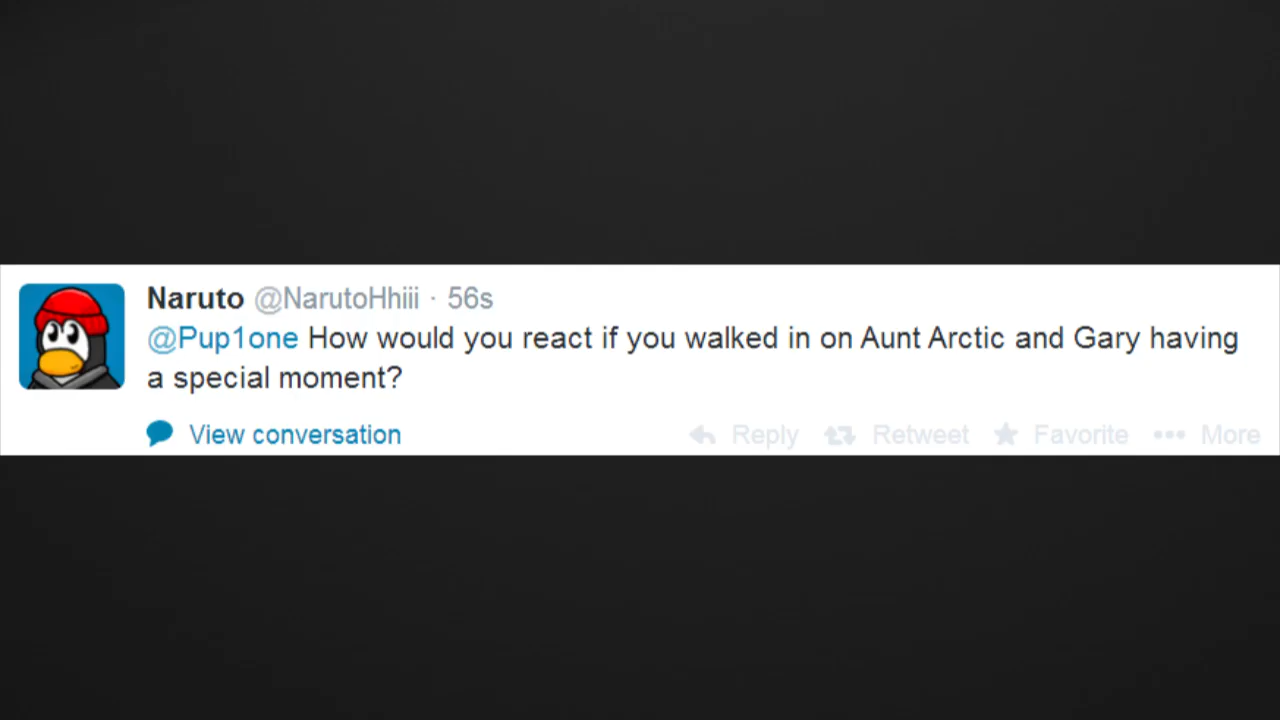 Naruto @NarutoHhiii · 56s
@Pup1one How would you react if you walked in on Aunt Arctic and Gary having
a special moment?
View conversation Reply Retweet Favorite More